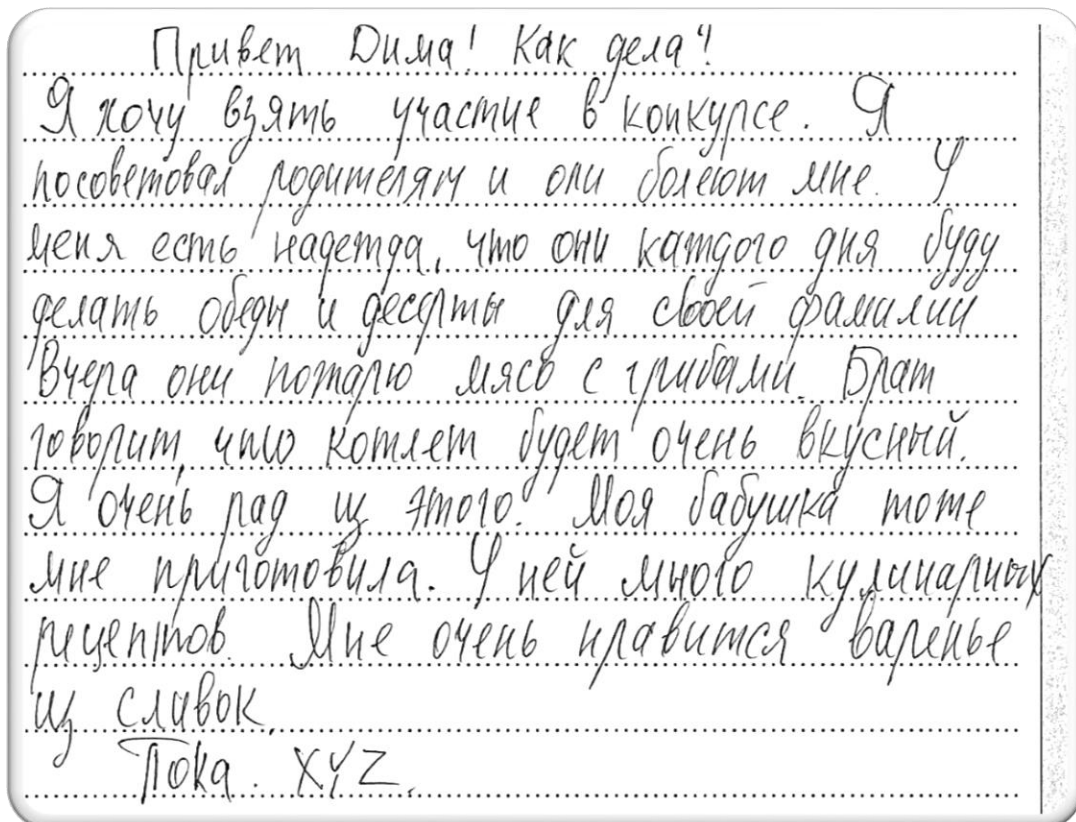 Привет Дима! Как дела?
Я хочу взять участие в конкурсе. Я
посоветовал родителям и они болеют мне. У
меня есть надежда, что они каждого дня буду
делать обеды и десерты для своей фамилии
Вчера они пожарю мясо с грибами. Брат
говорит, что котлет будет очень вкусный.
Я очень рад из этого. Моя бабушка тоже
мне приготовила. У ней много кулинарных
рецептов. Мне очень нравится варенье
из сливок.
Пока. XYZ.